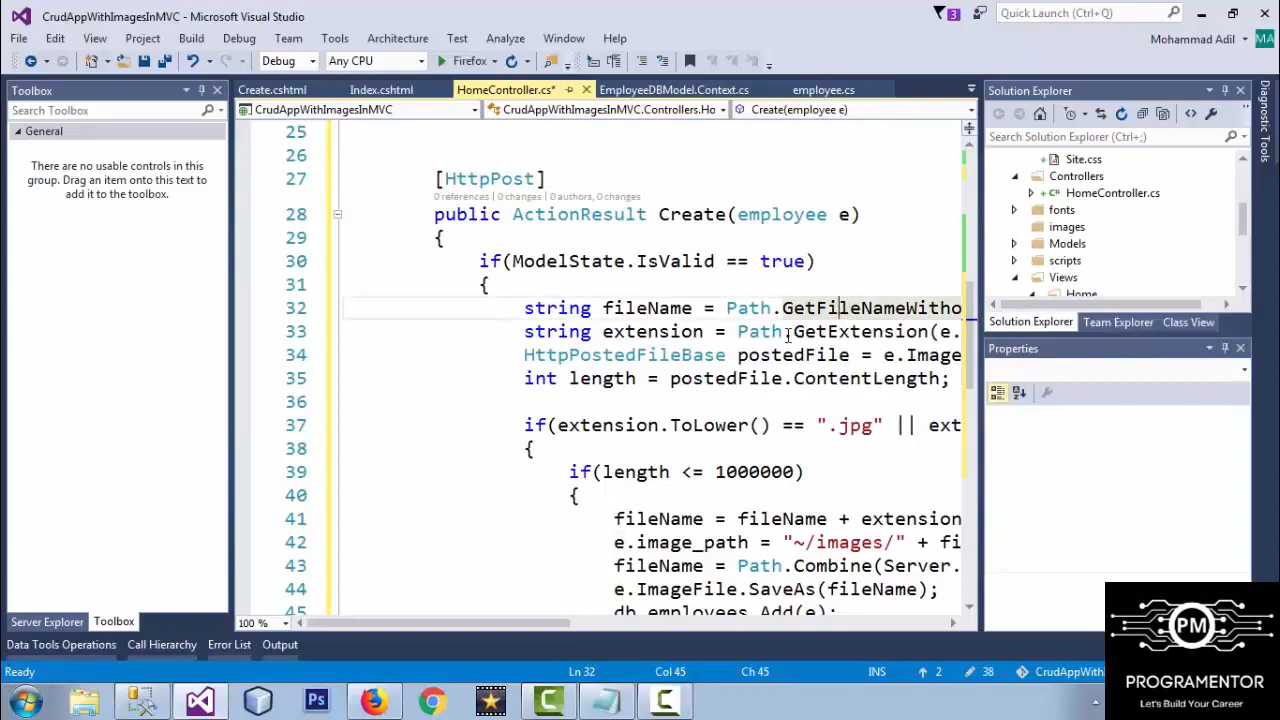 CrudAppWithImagesInMVC - Microsoft Visual Studio
3
Quick Launch (Ctrl+Q)
File Edit View Project Build Debug Team Tools Architecture Test Analyze Window Help
Mohammad Adil MA
Debug Any CPU Firefox
Toolbox
Search Toolbox
General
There are no usable controls in this
group. Drag an item onto this text to
add it to the toolbox.
Server Explorer Toolbox
Create.cshtml Index.cshtml HomeController.cs* EmployeeDBModel.Context.cs employee.cs
CrudAppWithImagesInMVC CrudAppWithImagesInMVC.Controllers.Ho Create(employee e)
25
26
27 [HttpPost]
0 references | 0 changes | 0 authors, 0 changes
28 public ActionResult Create(employee e)
29 {
30 if(ModelState.IsValid == true)
31 {
32 string fileName = Path.GetFileNameWitho
33 string extension = Path.GetExtension(e.
34 HttpPostedFileBase postedFile = e.Image
35 int length = postedFile.ContentLength;
36
37 if(extension.ToLower() == ".jpg" || ext
38 {
39 if(length <= 1000000)
40 {
41 fileName = fileName + extension
42 e.image_path = "~/images/" + fi
43 fileName = Path.Combine(Server.
44 e.ImageFile.SaveAs(fileName);
45 db.employees.Add(e);
100 %
Solution Explorer
Search Solution Explorer (Ctrl+;)
Site.css
Controllers
HomeController.cs
fonts
images
Models
scripts
Views
Home
Solution Explorer Team Explorer Class View
Properties
Diagnostic Tools
Data Tools Operations Call Hierarchy Error List Output
Ready Ln 32 Col 45 Ch 45 INS 2 38 CrudAppWithI
Ps
PM
PROGRAMENTOR
Let's Build Your Career